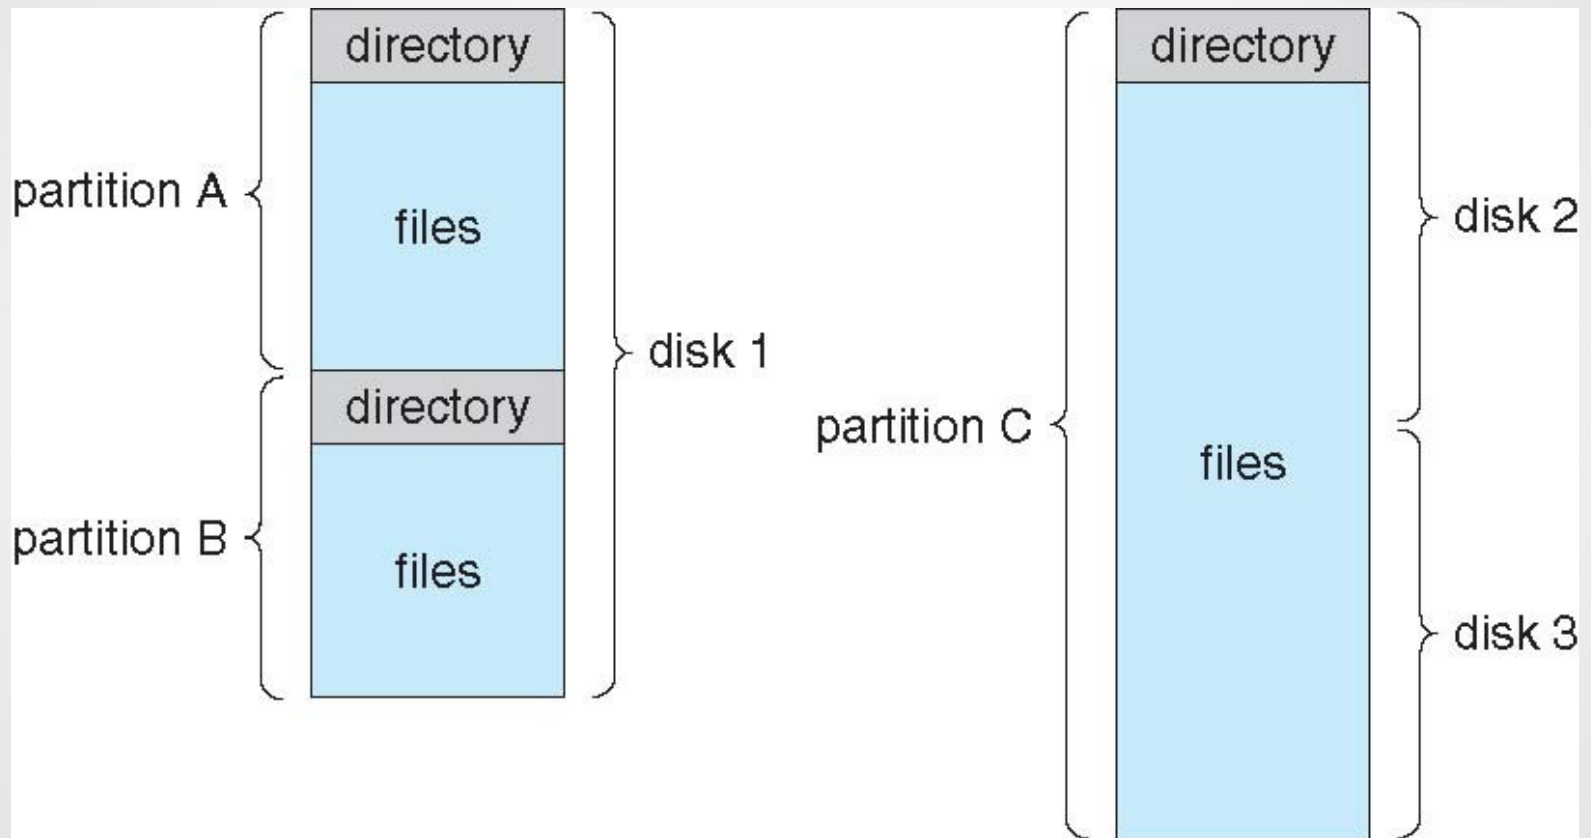 directory
partition A
files
disk 1
directory
partition B
files
directory
disk 2
partition C
files
disk 3